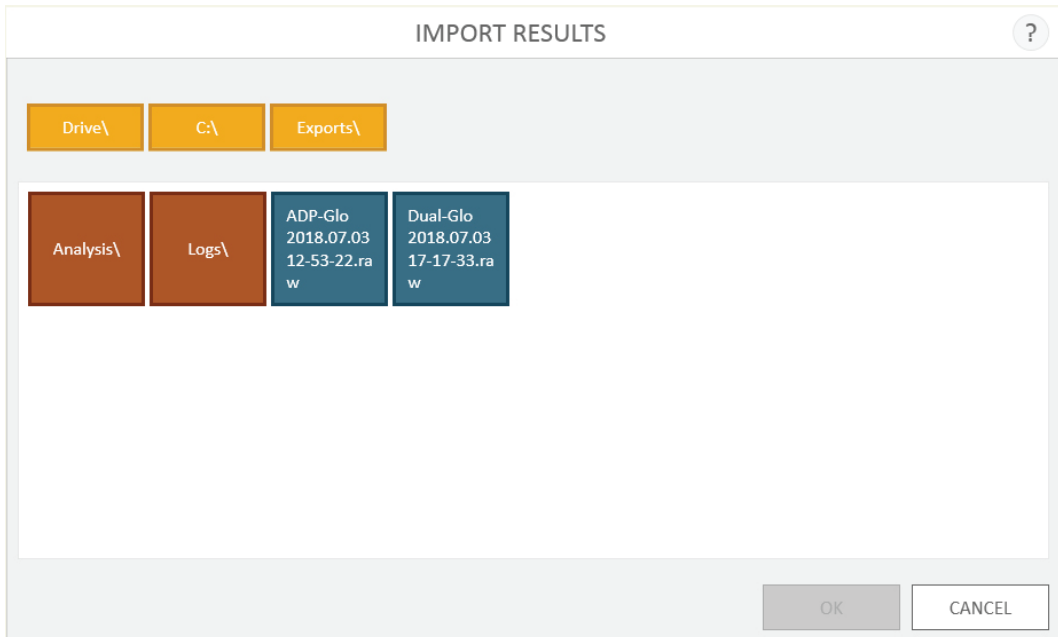 IMPORT RESULTS
?
Drive\
C:\
Exports\
Analysis\
Logs\
ADP-Glo
2018.07.03
12-53-22.ra
w
Dual-Glo
2018.07.03
17-17-33.ra
w
OK
CANCEL